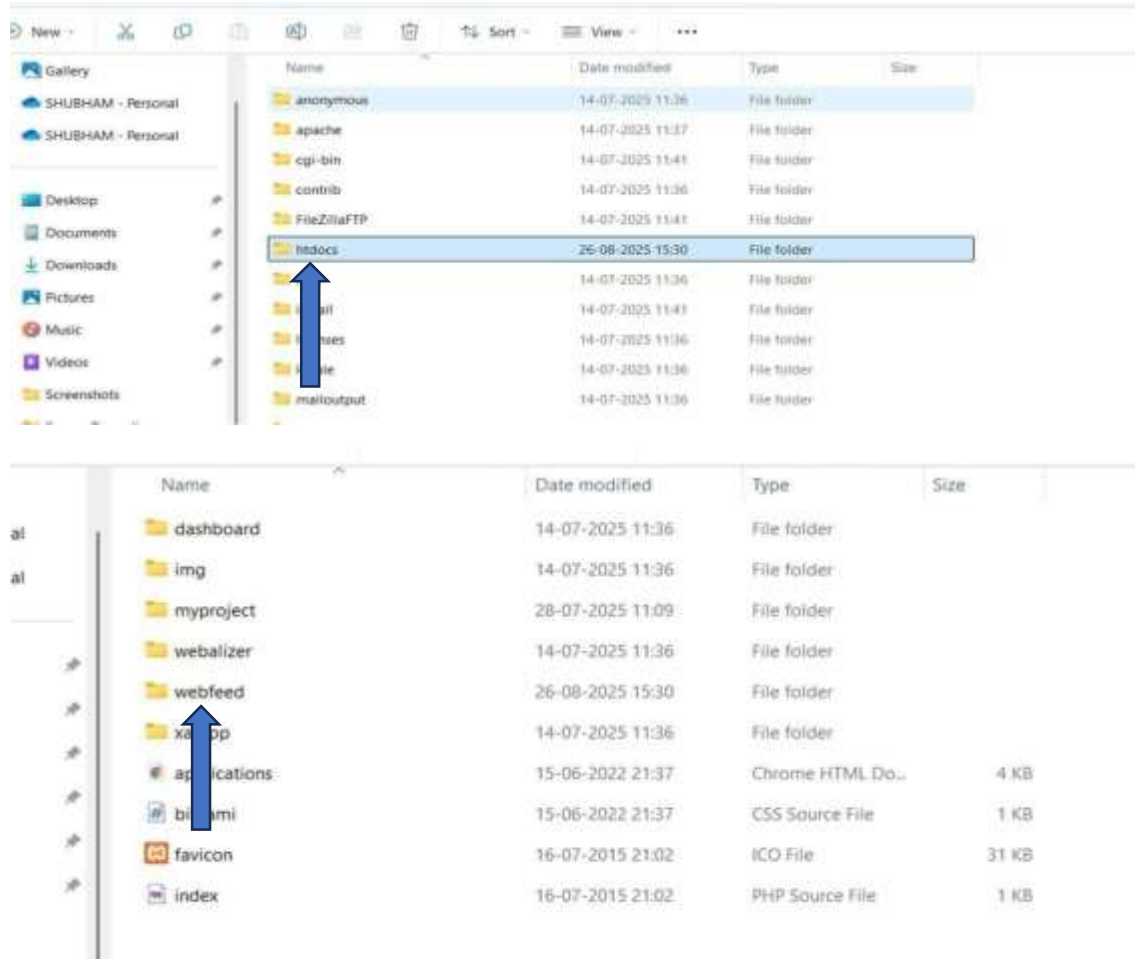 New Sort View ...
Gallery
SHUBHAM - Personal
SHUBHAM - Personal
Desktop
Documents
Downloads
Pictures
Music
Videos
Screenshots
Name Date modified Type Size
anonymous 14-07-2025 11:36 File folder
apache 14-07-2025 11:37 File folder
cgi-bin 14-07-2025 11:41 File folder
contrib 14-07-2025 11:36 File folder
FileZillaFTP 14-07-2025 11:41 File folder
htdocs 26-08-2025 15:30 File folder
14-07-2025 11:36 File folder
14-07-2025 11:41 File folder
14-07-2025 11:36 File folder
14-07-2025 11:36 File folder
mailoutput 14-07-2025 11:36 File folder
al
al
Name Date modified Type Size
dashboard 14-07-2025 11:36 File folder
img 14-07-2025 11:36 File folder
myproject 28-07-2025 11:09 File folder
webalizer 14-07-2025 11:36 File folder
webfeed 26-08-2025 15:30 File folder
14-07-2025 11:36 File folder
15-06-2022 21:37 Chrome HTML Do... 4 KB
15-06-2022 21:37 CSS Source File 1 KB
favicon 16-07-2015 21:02 ICO File 31 KB
index 16-07-2015 21:02 PHP Source File 1 KB